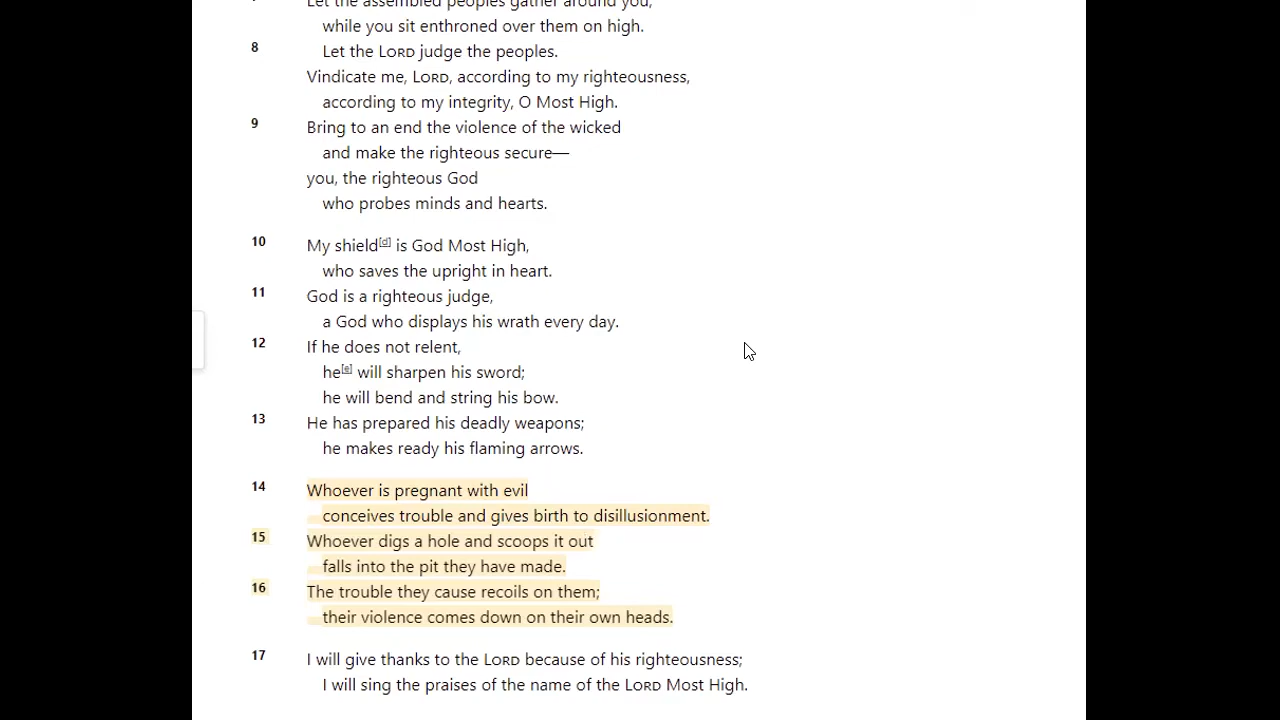 Let the assembled peoples gather around you,
while you sit enthroned over them on high.
8 Let the LORD judge the peoples.
Vindicate me, LORD, according to my righteousness,
according to my integrity, O Most High.
9 Bring to an end the violence of the wicked
and make the righteous secure—
you, the righteous God
who probes minds and hearts.
10 My shield[d] is God Most High,
who saves the upright in heart.
11 God is a righteous judge,
a God who displays his wrath every day.
12 If he does not relent,
he[e] will sharpen his sword;
he will bend and string his bow.
13 He has prepared his deadly weapons;
he makes ready his flaming arrows.
14 Whoever is pregnant with evil
conceives trouble and gives birth to disillusionment.
15 Whoever digs a hole and scoops it out
falls into the pit they have made.
16 The trouble they cause recoils on them;
their violence comes down on their own heads.
17 I will give thanks to the LORD because of his righteousness;
I will sing the praises of the name of the LORD Most High.